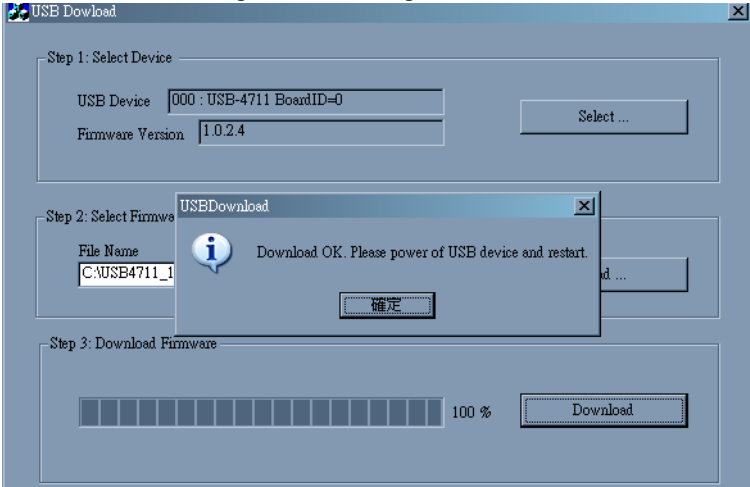 USB Dowload
Step 1: Select Device
USB Device 000 : USB-4711 BoardID=0
Select ...
Firmware Version 1.0.2.4
USBDownload
Step 2: Select Firmwa
Download OK. Please power of USB device and restart.
File Name
C:\USB4711_1
確定
Step 3: Download Firmware
100 %
Download